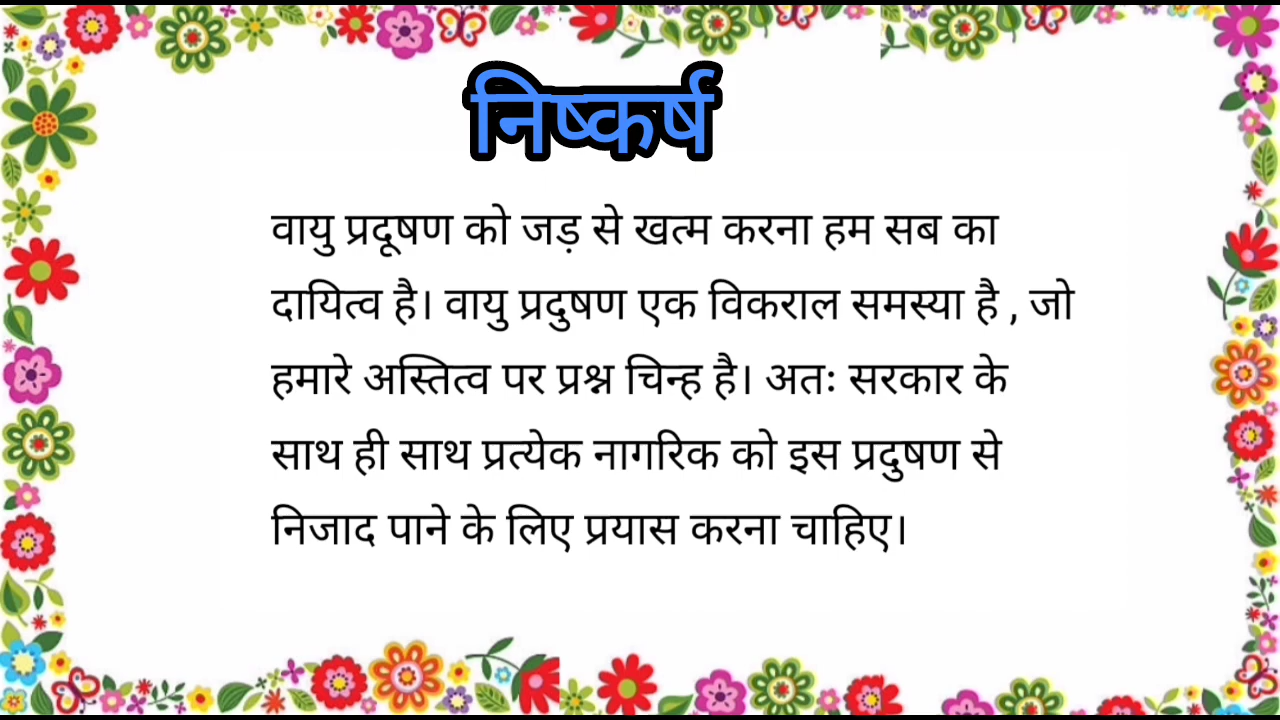 निष्कर्ष
वायु प्रदूषण को जड़ से खत्म करना हम सब का
दायित्व है। वायु प्रदुषण एक विकराल समस्या है , जो
हमारे अस्तित्व पर प्रश्न चिन्ह है। अतः सरकार के
साथ ही साथ प्रत्येक नागरिक को इस प्रदुषण से
निजाद पाने के लिए प्रयास करना चाहिए।